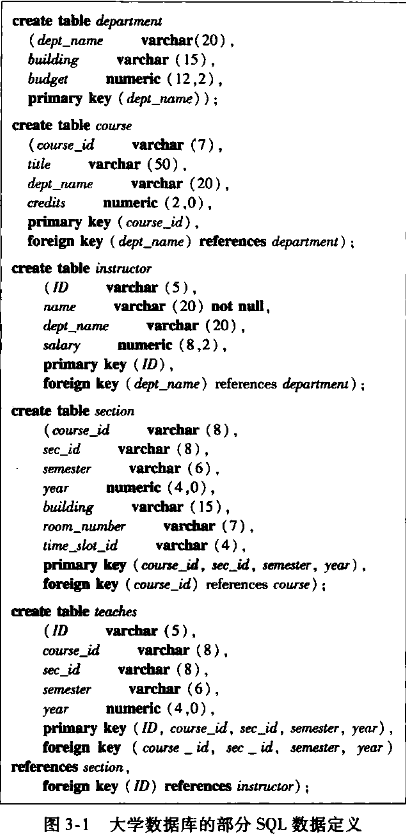 create table department
(dept_name varchar(20),
building varchar (15),
budget numeric (12,2),
primary key (dept_name));
create table course
(course_id varchar (7),
title varchar (50),
dept_name varchar (20),
credits numeric (2,0),
primary key (course_id),
foreign key (dept_name) references department);
create table instructor
(ID varchar (5),
name varchar (20) not null,
dept_name varchar (20),
salary numeric (8,2),
primary key (ID),
foreign key (dept_name) references department);
create table section
(course_id varchar (8),
sec_id varchar (8),
semester varchar (6),
year numeric (4,0),
building varchar (15),
room_number varchar (7),
time_slot_id varchar (4),
primary key (course_id, sec_id, semester, year),
foreign key (course_id) references course);
create table teaches
(ID varchar (5),
course_id varchar (8),
sec_id varchar (8),
semester varchar (6),
year numeric (4,0),
primary key (ID, course_id, sec_id, semester, year),
foreign key (course_id, sec_id, semester, year)
references section,
foreign key (ID) references instructor);
图 3-1 大学数据库的部分 SQL 数据定义